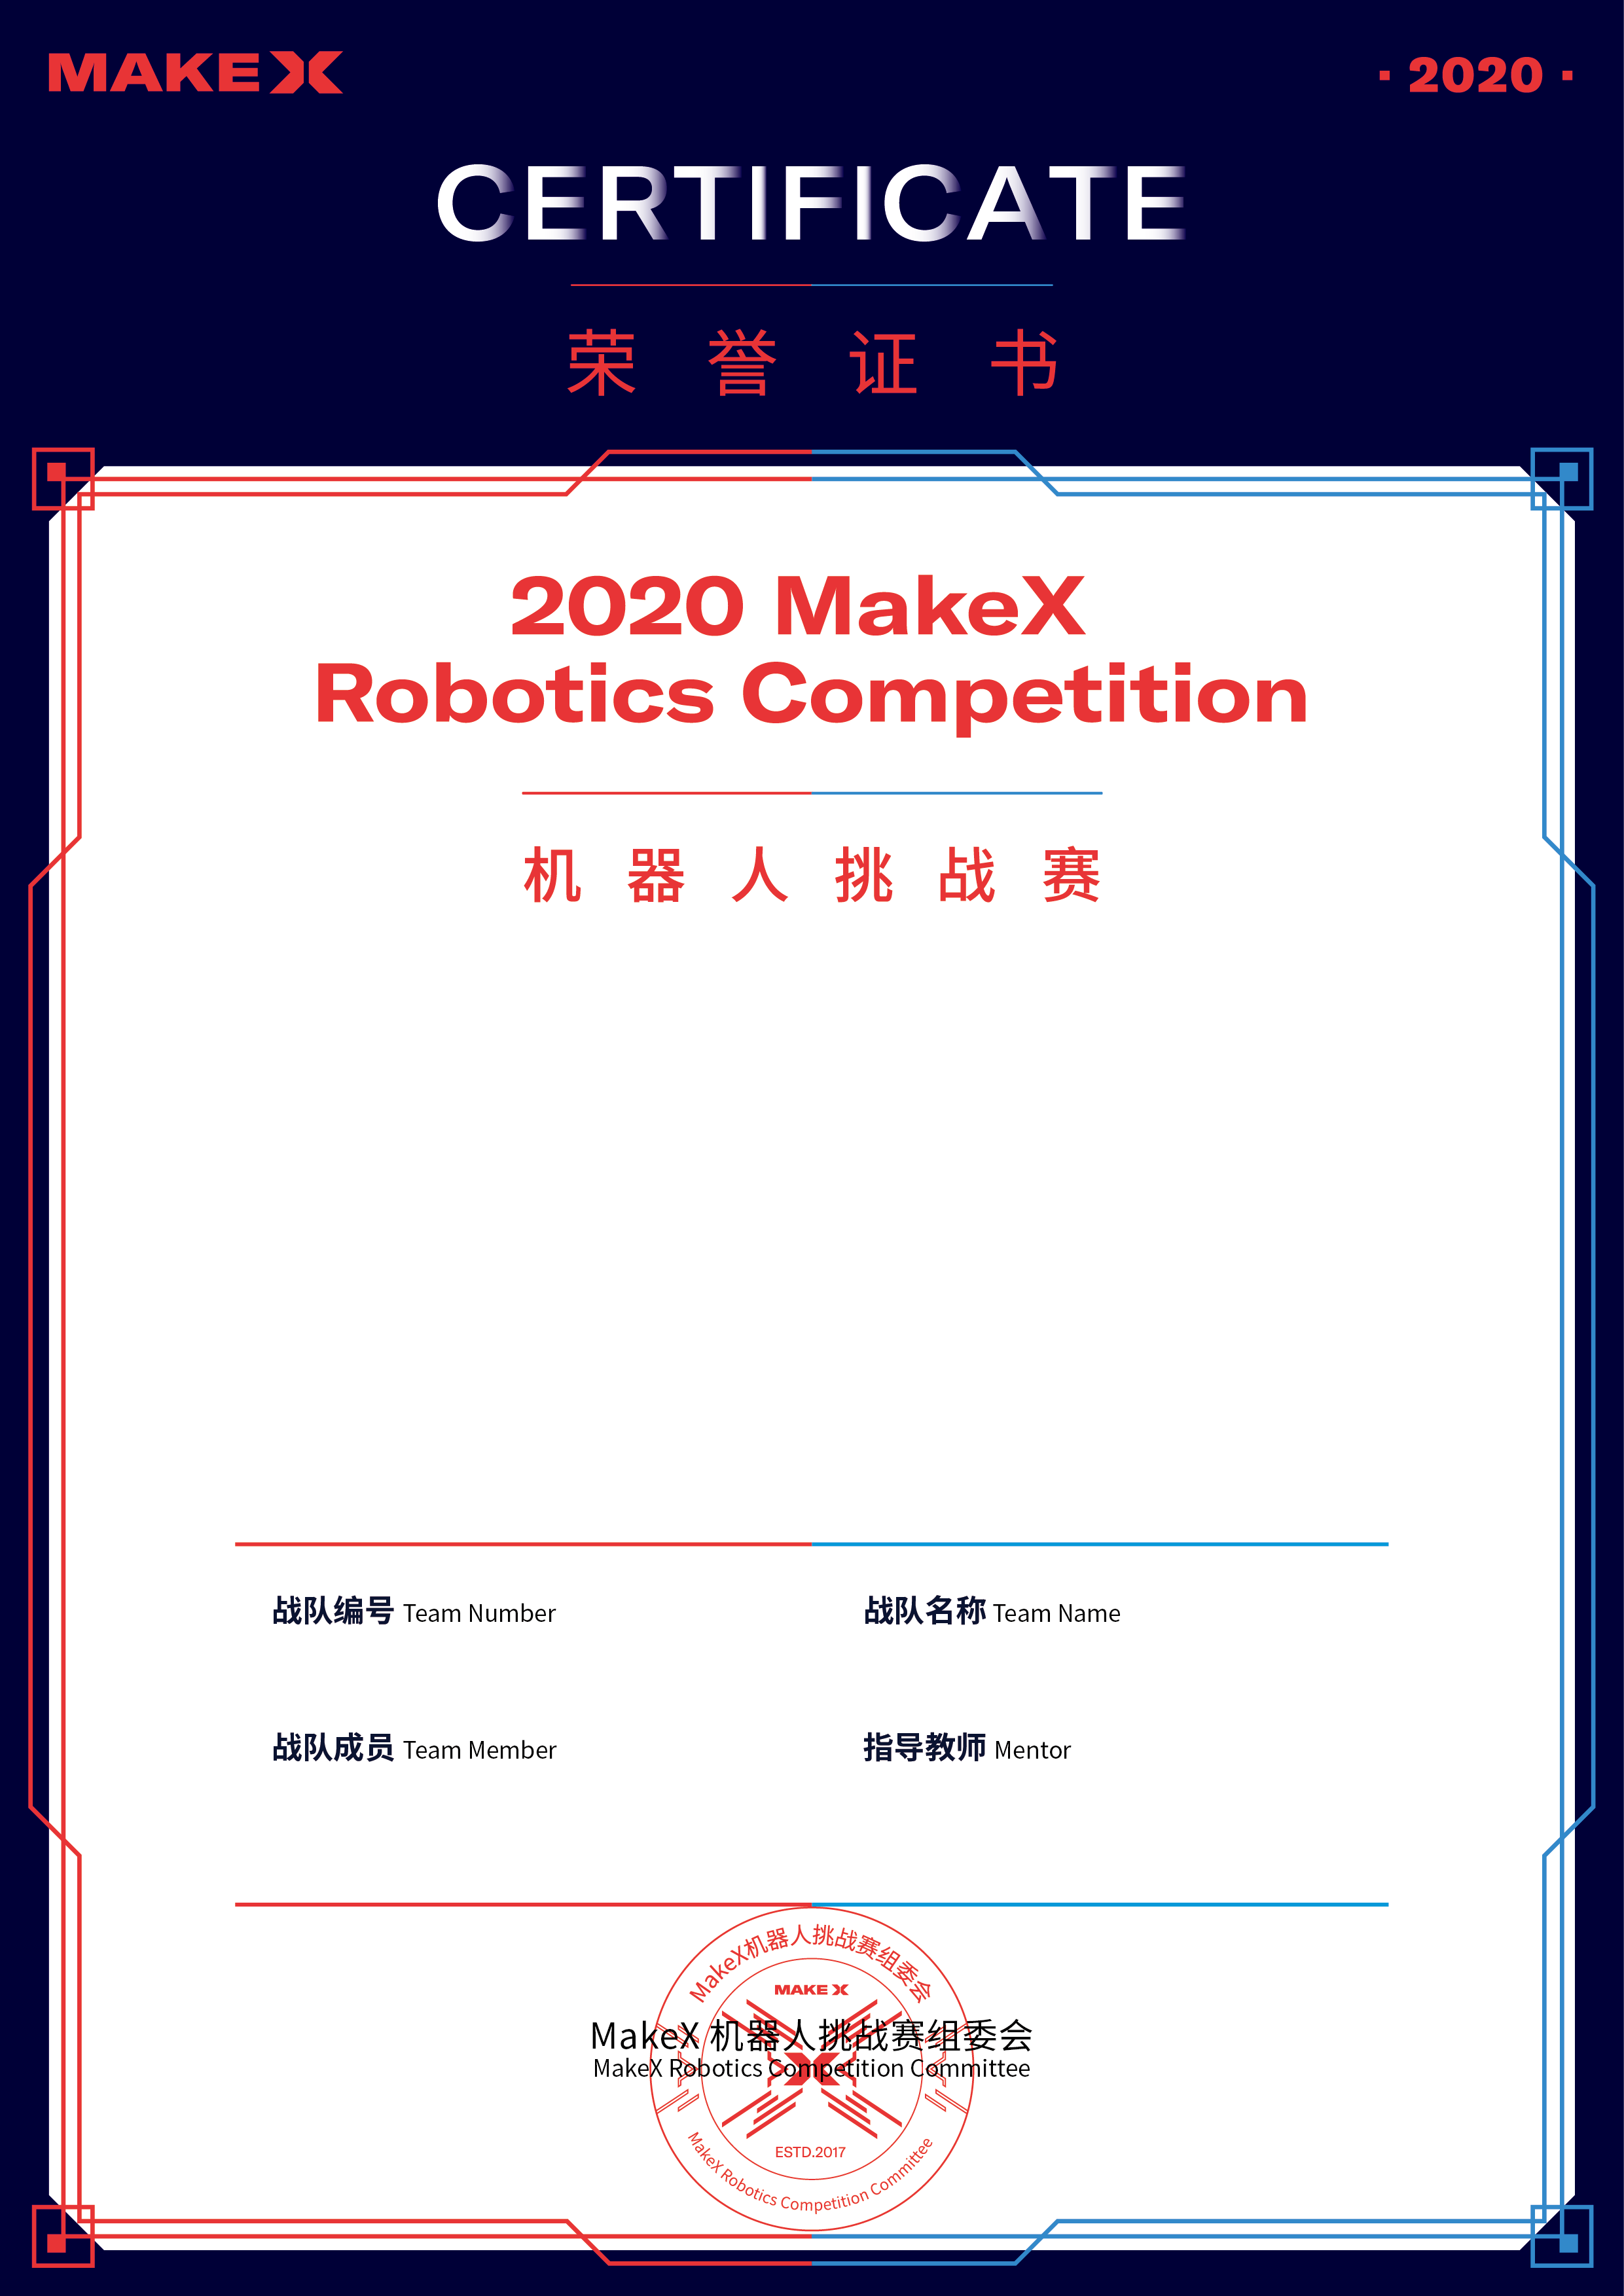 MAKEX
· 2020 ·
CERTIFICATE
荣誉证书
2020 MakeX
Robotics Competition
机器人挑战赛
战队编号 Team Number
战队名称 Team Name
战队成员 Team Member
指导教师 Mentor
MakeX机器人挑战赛组委会
MAKEX
MakeX 机器人挑战赛组委会
MakeX Robotics Competition Committee
ESTD.2017
MakeX Robotics Competition Committee